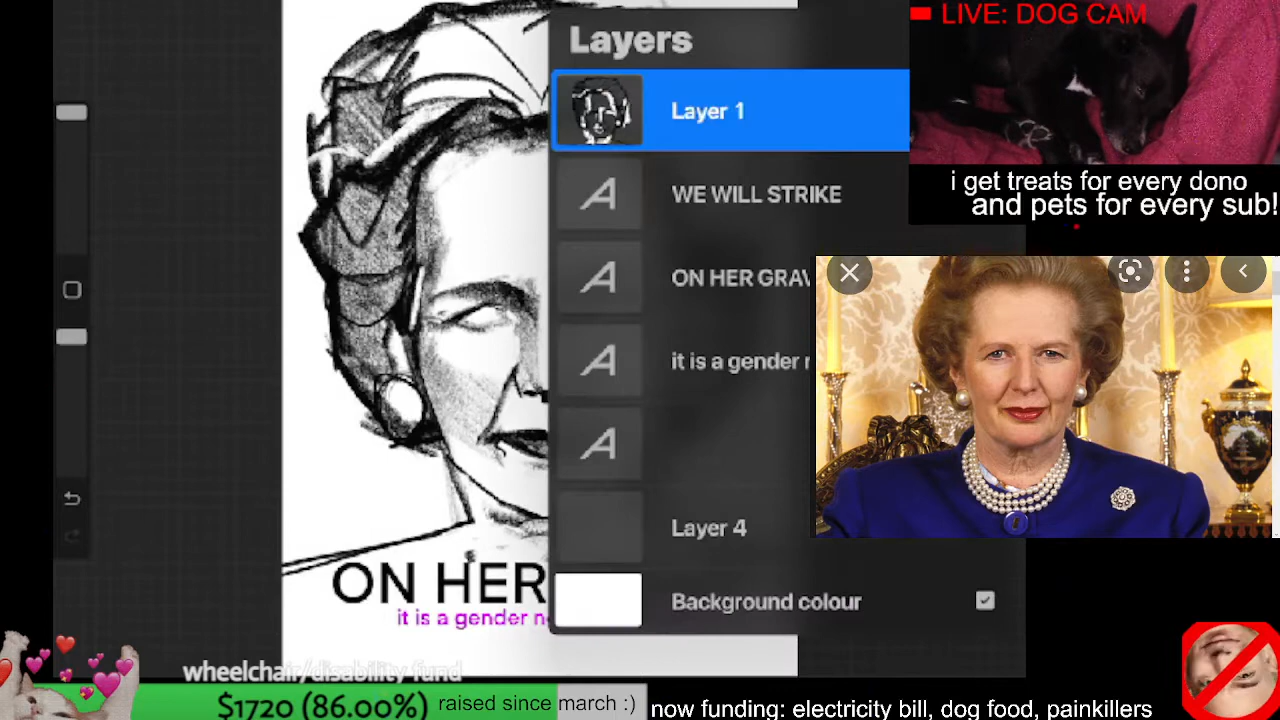 Layers
Layer 1
WE WILL STRIKE
ON HER GRAV
it is a gender n
Layer 4
Background colour
ON HER
it is a gender n
LIVE: DOG CAM
i get treats for every dono
and pets for every sub!
wheelchair/disability fund
$1720 (86.00%) raised since march :)
now funding: electricity bill, dog food, painkillers